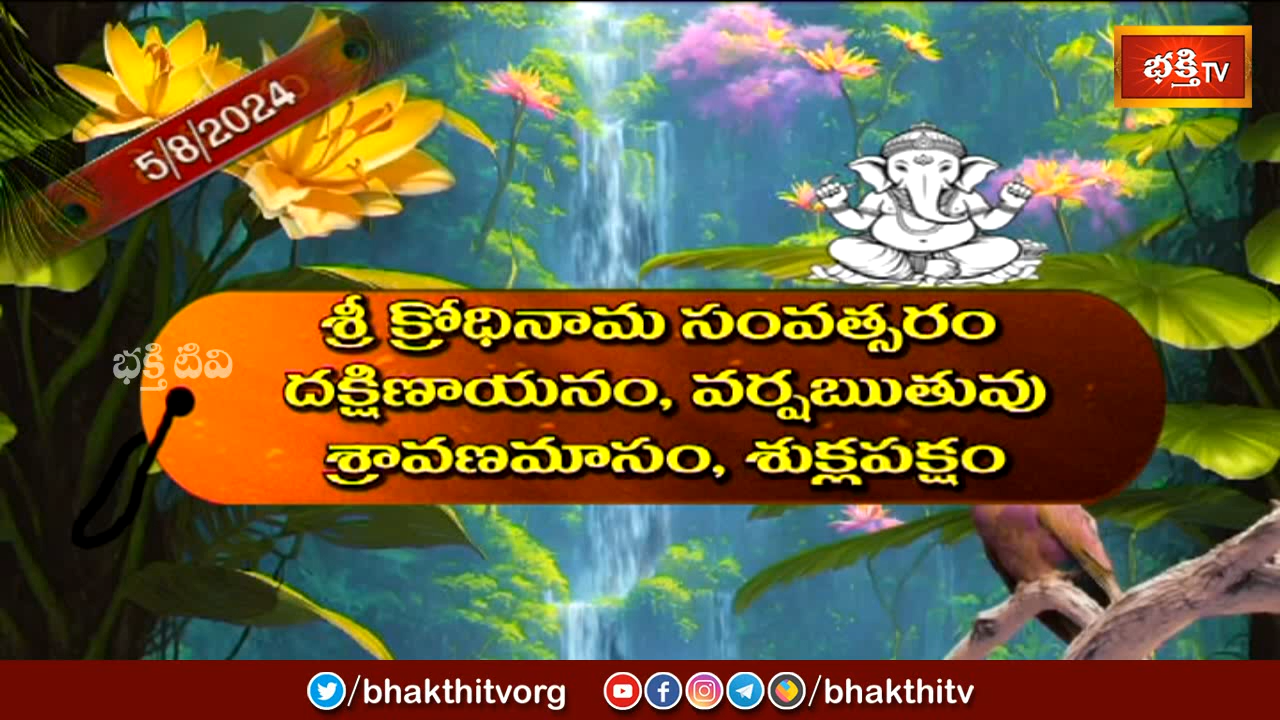 భక్తి TV
5/8/2024
శ్రీ క్రోధినామ సంవత్సరం
భక్తి టివి
దక్షిణాయనం, వర్షఋతువు
శ్రావణమాసం, శుక్లపక్షం
/bhakthitvorg /bhakthitv